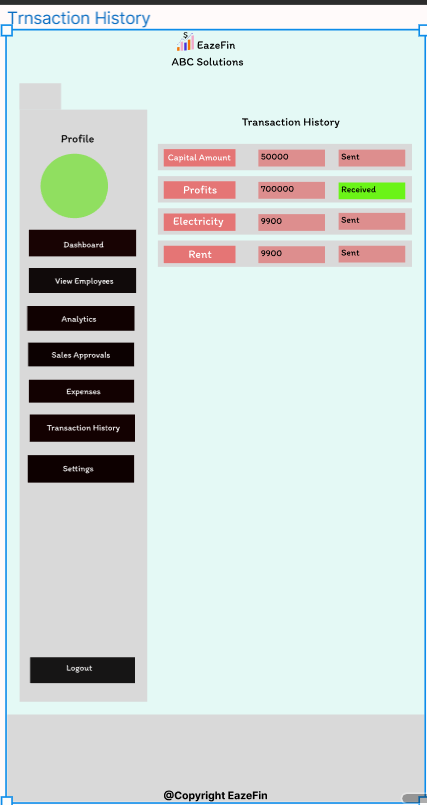 Trnsaction History
$
EazeFin
ABC Solutions
Profile
Dashboard
View Employees
Analytics
Sales Approvals
Expenses
Transaction History
Settings
Logout
Transaction History
Capital Amount 50000 Sent
Profits 700000 Received
Electricity 9900 Sent
Rent 9900 Sent
@Copyright EazeFin